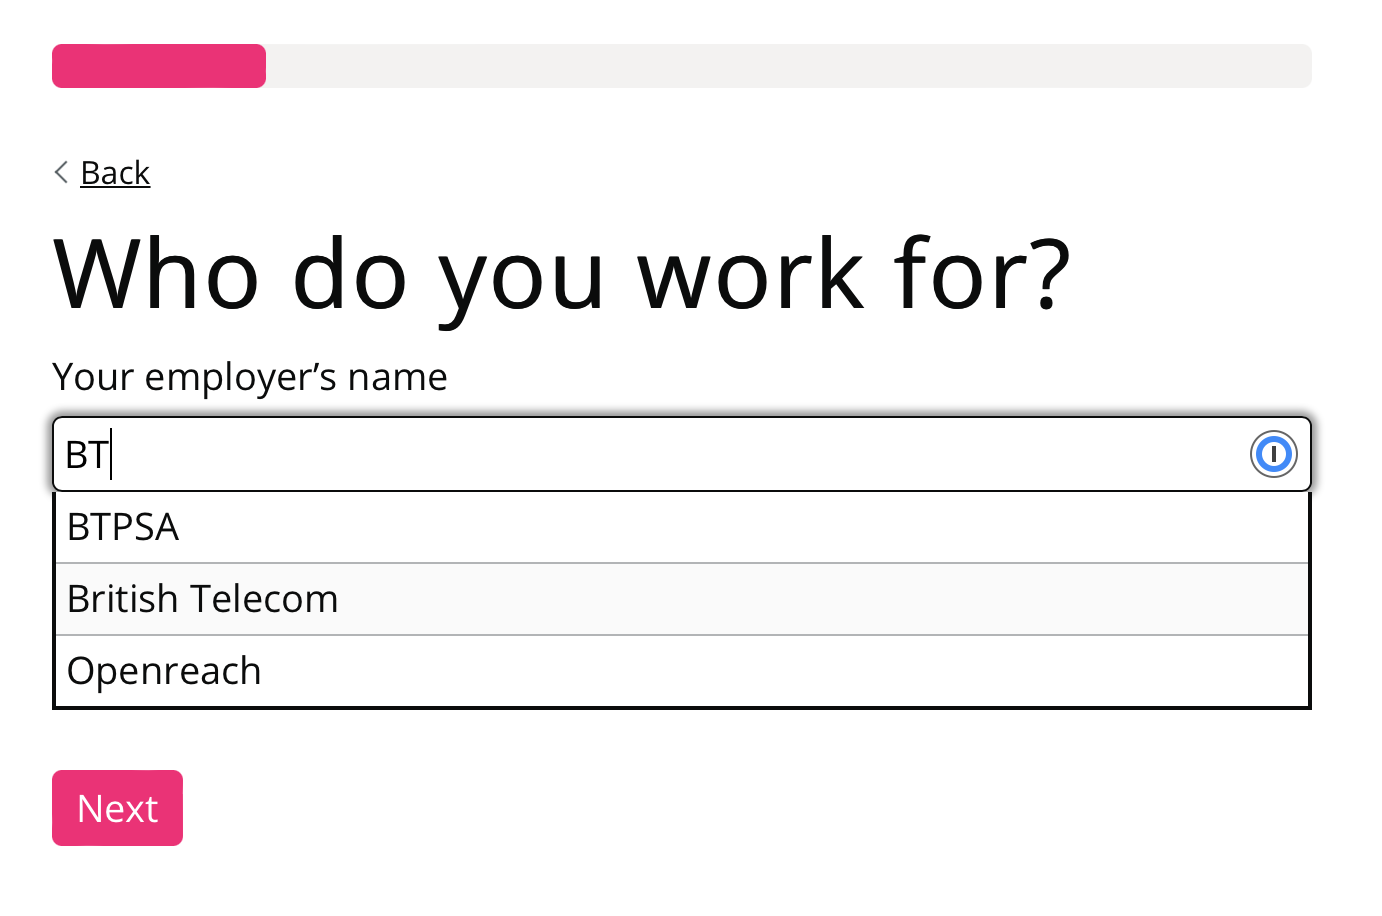 Back
Who do you work for?
Your employer’s name
BT
BTPSA
British Telecom
Openreach
Next